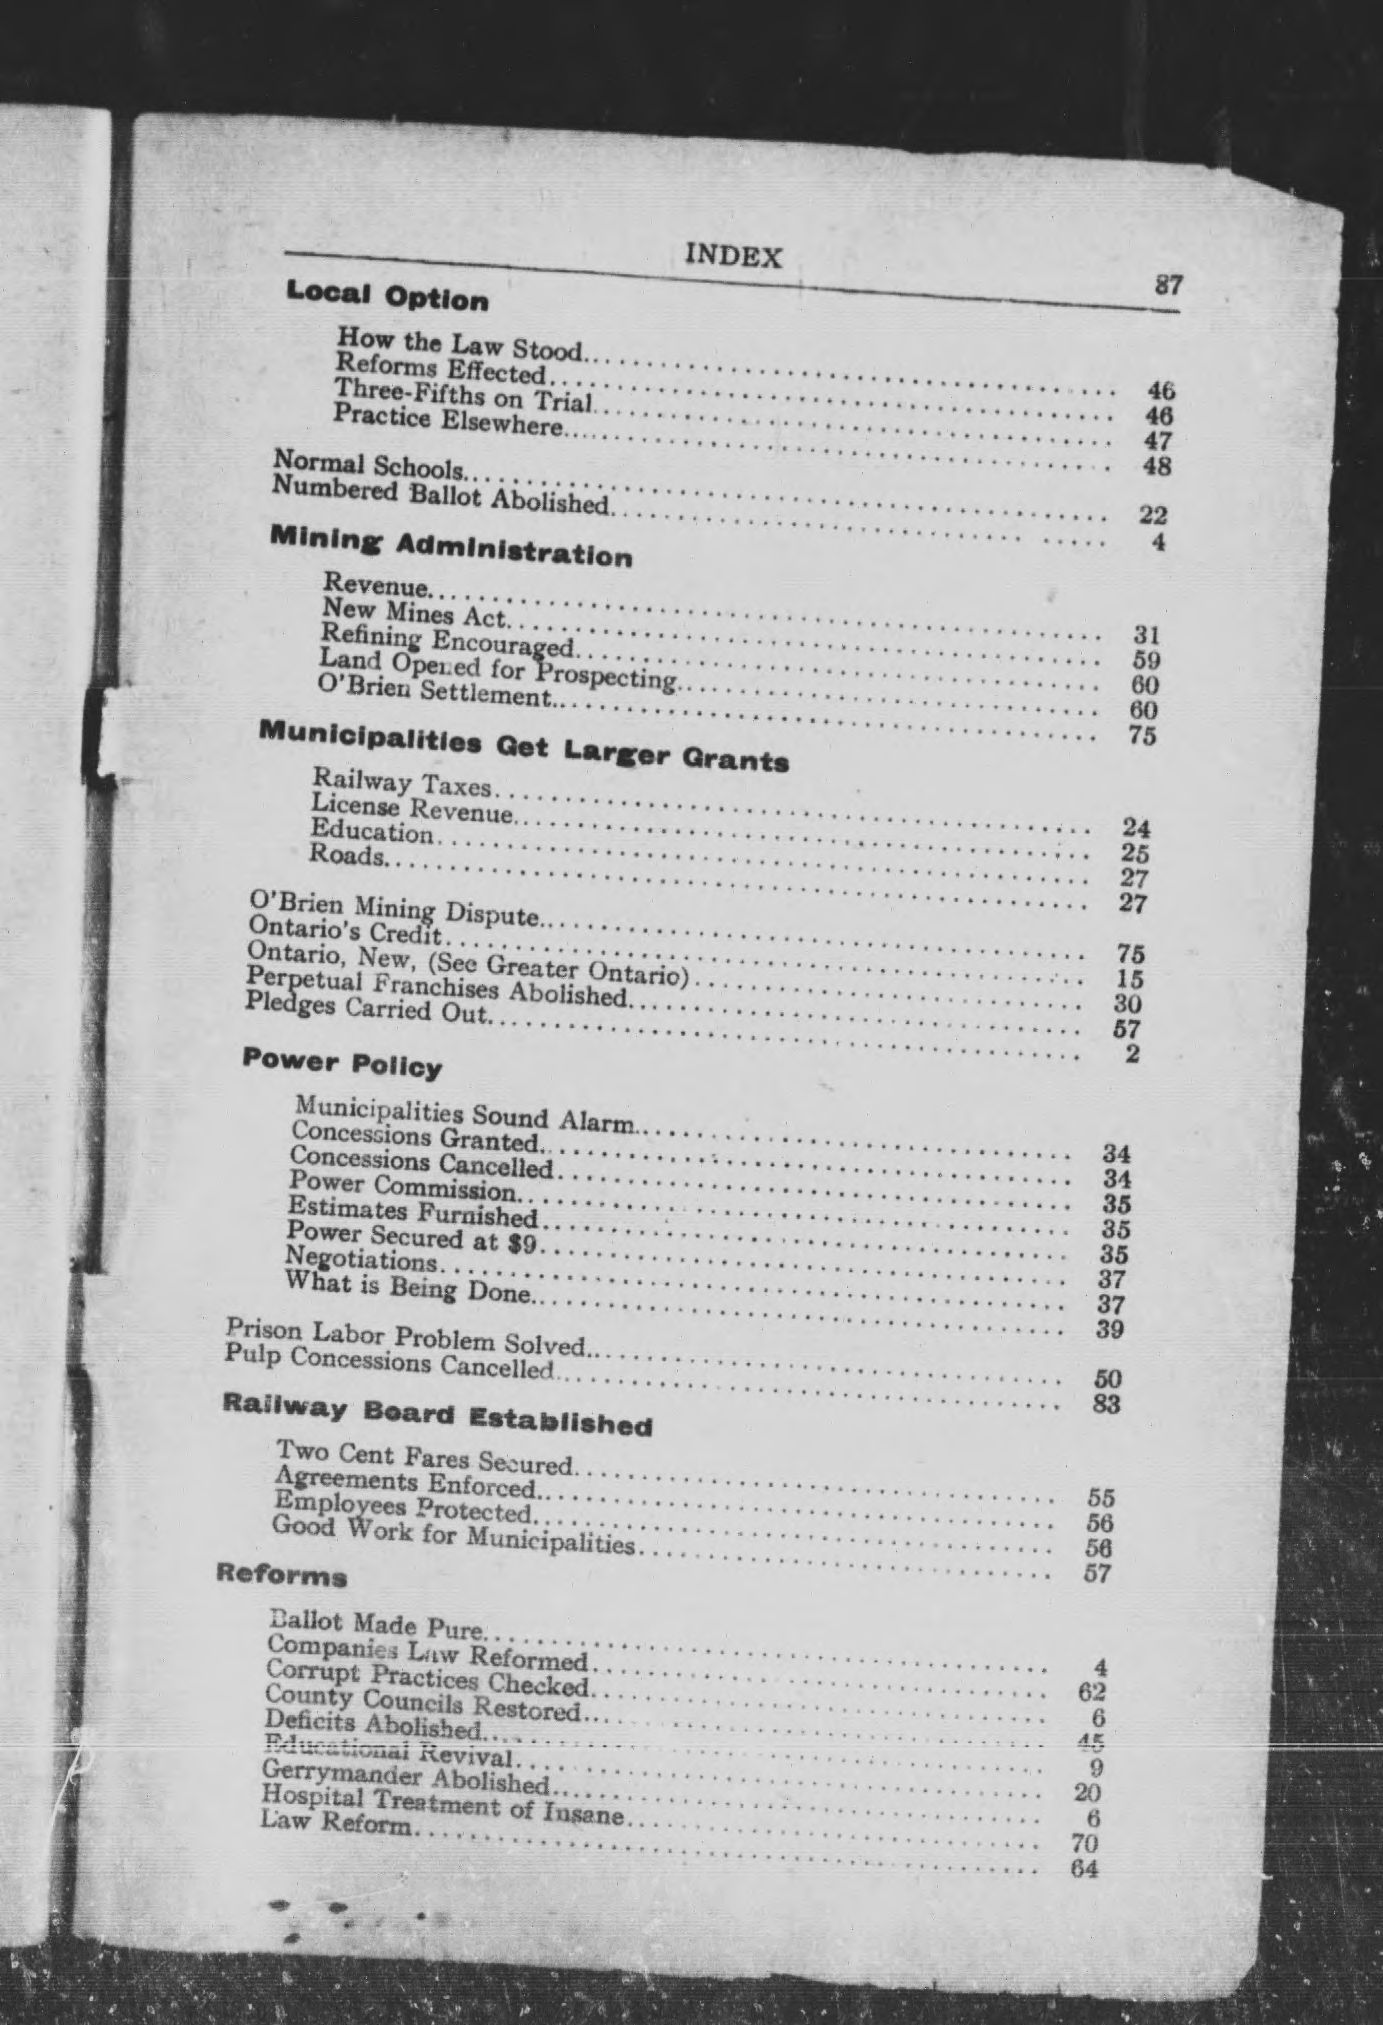 INDEX 87
Local Option
How the Law Stood........................................ 46
Reforms Effected........................................ 46
Three-Fifths on Trial........................................ 47
Practice Elsewhere........................................ 48
Normal Schools........................................ 22
Numbered Ballot Abolished........................................ 4
Mining Administration
Revenue........................................ 31
New Mines Act........................................ 59
Refining Encouraged........................................ 60
Land Opened for Prospecting........................................ 60
O'Brien Settlement........................................ 75
Municipalities Get Larger Grants
Railway Taxes........................................ 24
License Revenue........................................ 25
Education........................................ 27
Roads........................................ 27
O'Brien Mining Dispute........................................ 75
Ontario's Credit........................................ 15
Ontario, New, (See Greater Ontario)........................................ 30
Perpetual Franchises Abolished........................................ 57
Pledges Carried Out........................................ 2
Power Policy
Municipalities Sound Alarm........................................ 34
Concessions Granted........................................ 34
Concessions Cancelled........................................ 35
Power Commission........................................ 35
Estimates Furnished........................................ 35
Power Secured at $9........................................ 37
Negotiations........................................ 37
What is Being Done........................................ 39
Prison Labor Problem Solved........................................ 50
Pulp Concessions Cancelled........................................ 83
Railway Board Established
Two Cent Fares Secured........................................ 55
Agreements Enforced........................................ 56
Employees Protected........................................ 56
Good Work for Municipalities........................................ 57
Reforms
Ballot Made Pure........................................ 4
Companies Law Reformed........................................ 62
Corrupt Practices Checked........................................ 6
County Councils Restored........................................ 45
Deficits Abolished........................................ 9
Educational Revival........................................ 20
Gerrymander Abolished........................................ 6
Hospital Treatment of Insane........................................ 70
Law Reform........................................ 64